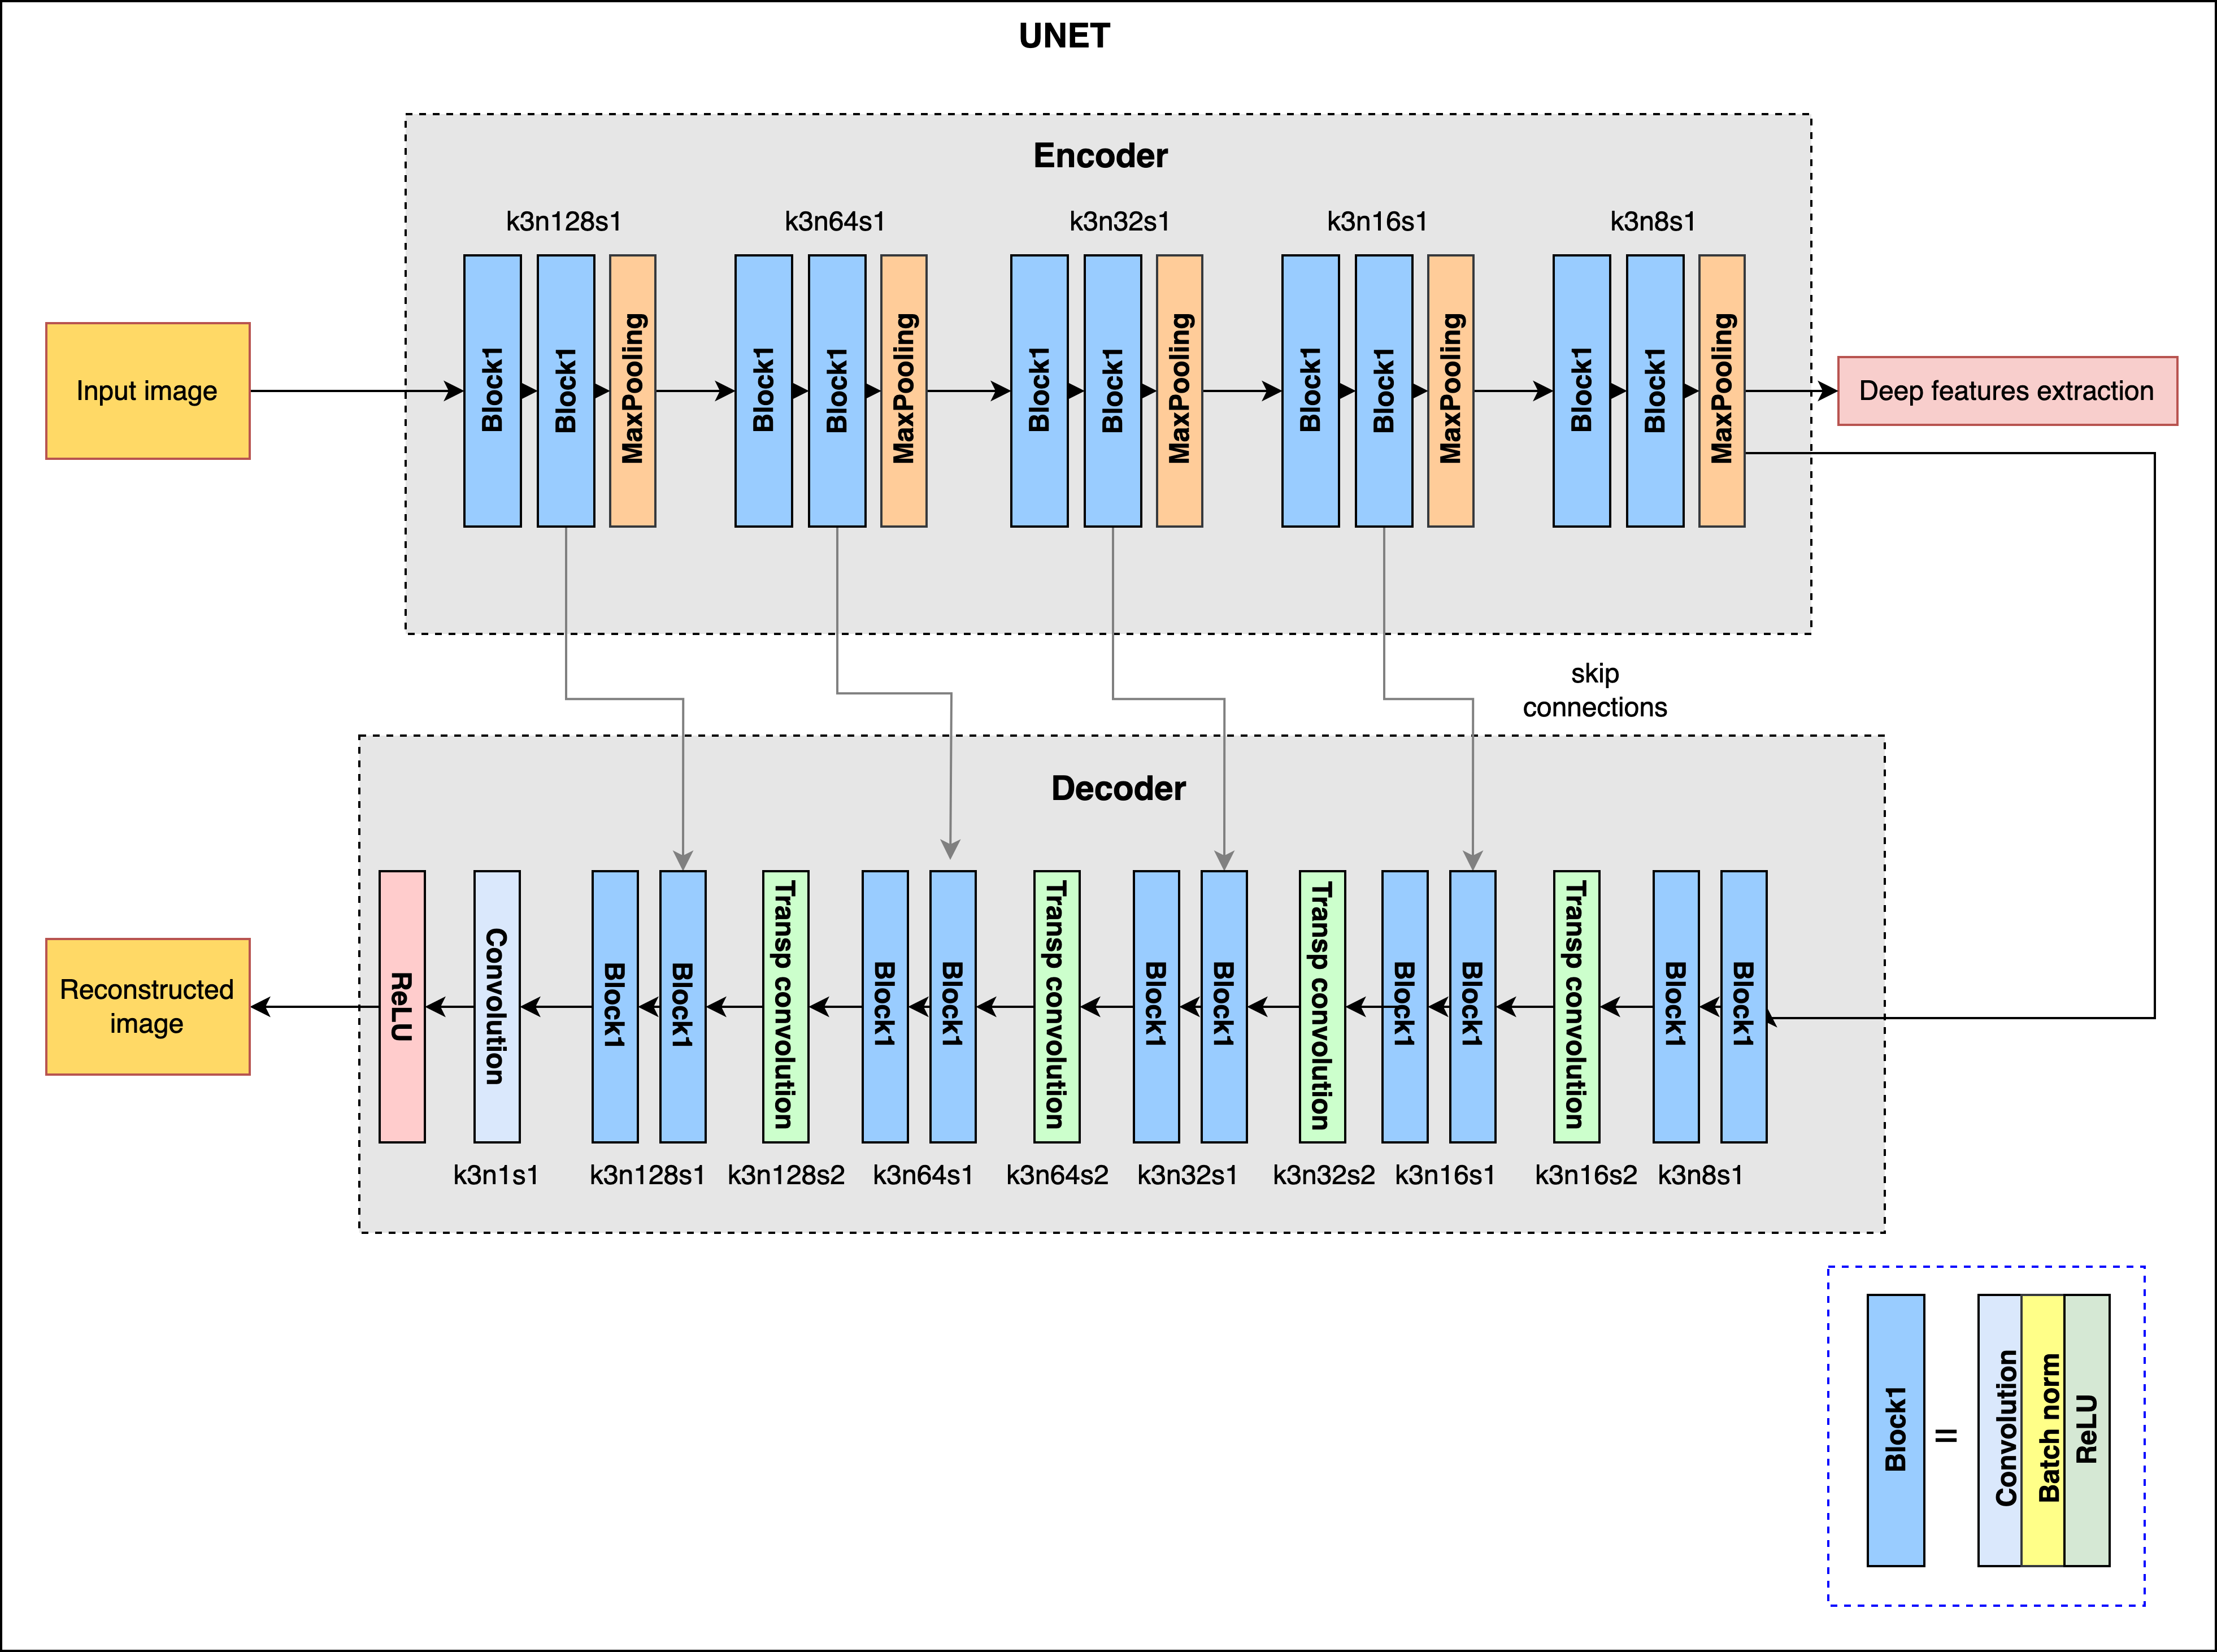 UNET
Encoder
k3n128s1
k3n64s1
k3n32s1
k3n16s1
k3n8s1
Input image
Block1
Block1
MaxPooling
Block1
Block1
MaxPooling
Block1
Block1
MaxPooling
Block1
Block1
MaxPooling
Block1
Block1
MaxPooling
Deep features extraction
skip
connections
Decoder
Reconstructed
image
ReLU
Convolution
Block1
Block1
Transp convolution
Block1
Block1
Transp convolution
Block1
Block1
Transp convolution
Block1
Block1
Transp convolution
Block1
Block1
k3n1s1
k3n128s1
k3n128s2
k3n64s1
k3n64s2
k3n32s1
k3n32s2
k3n16s1
k3n16s2
k3n8s1
Block1
=
Convolution
Batch norm
ReLU